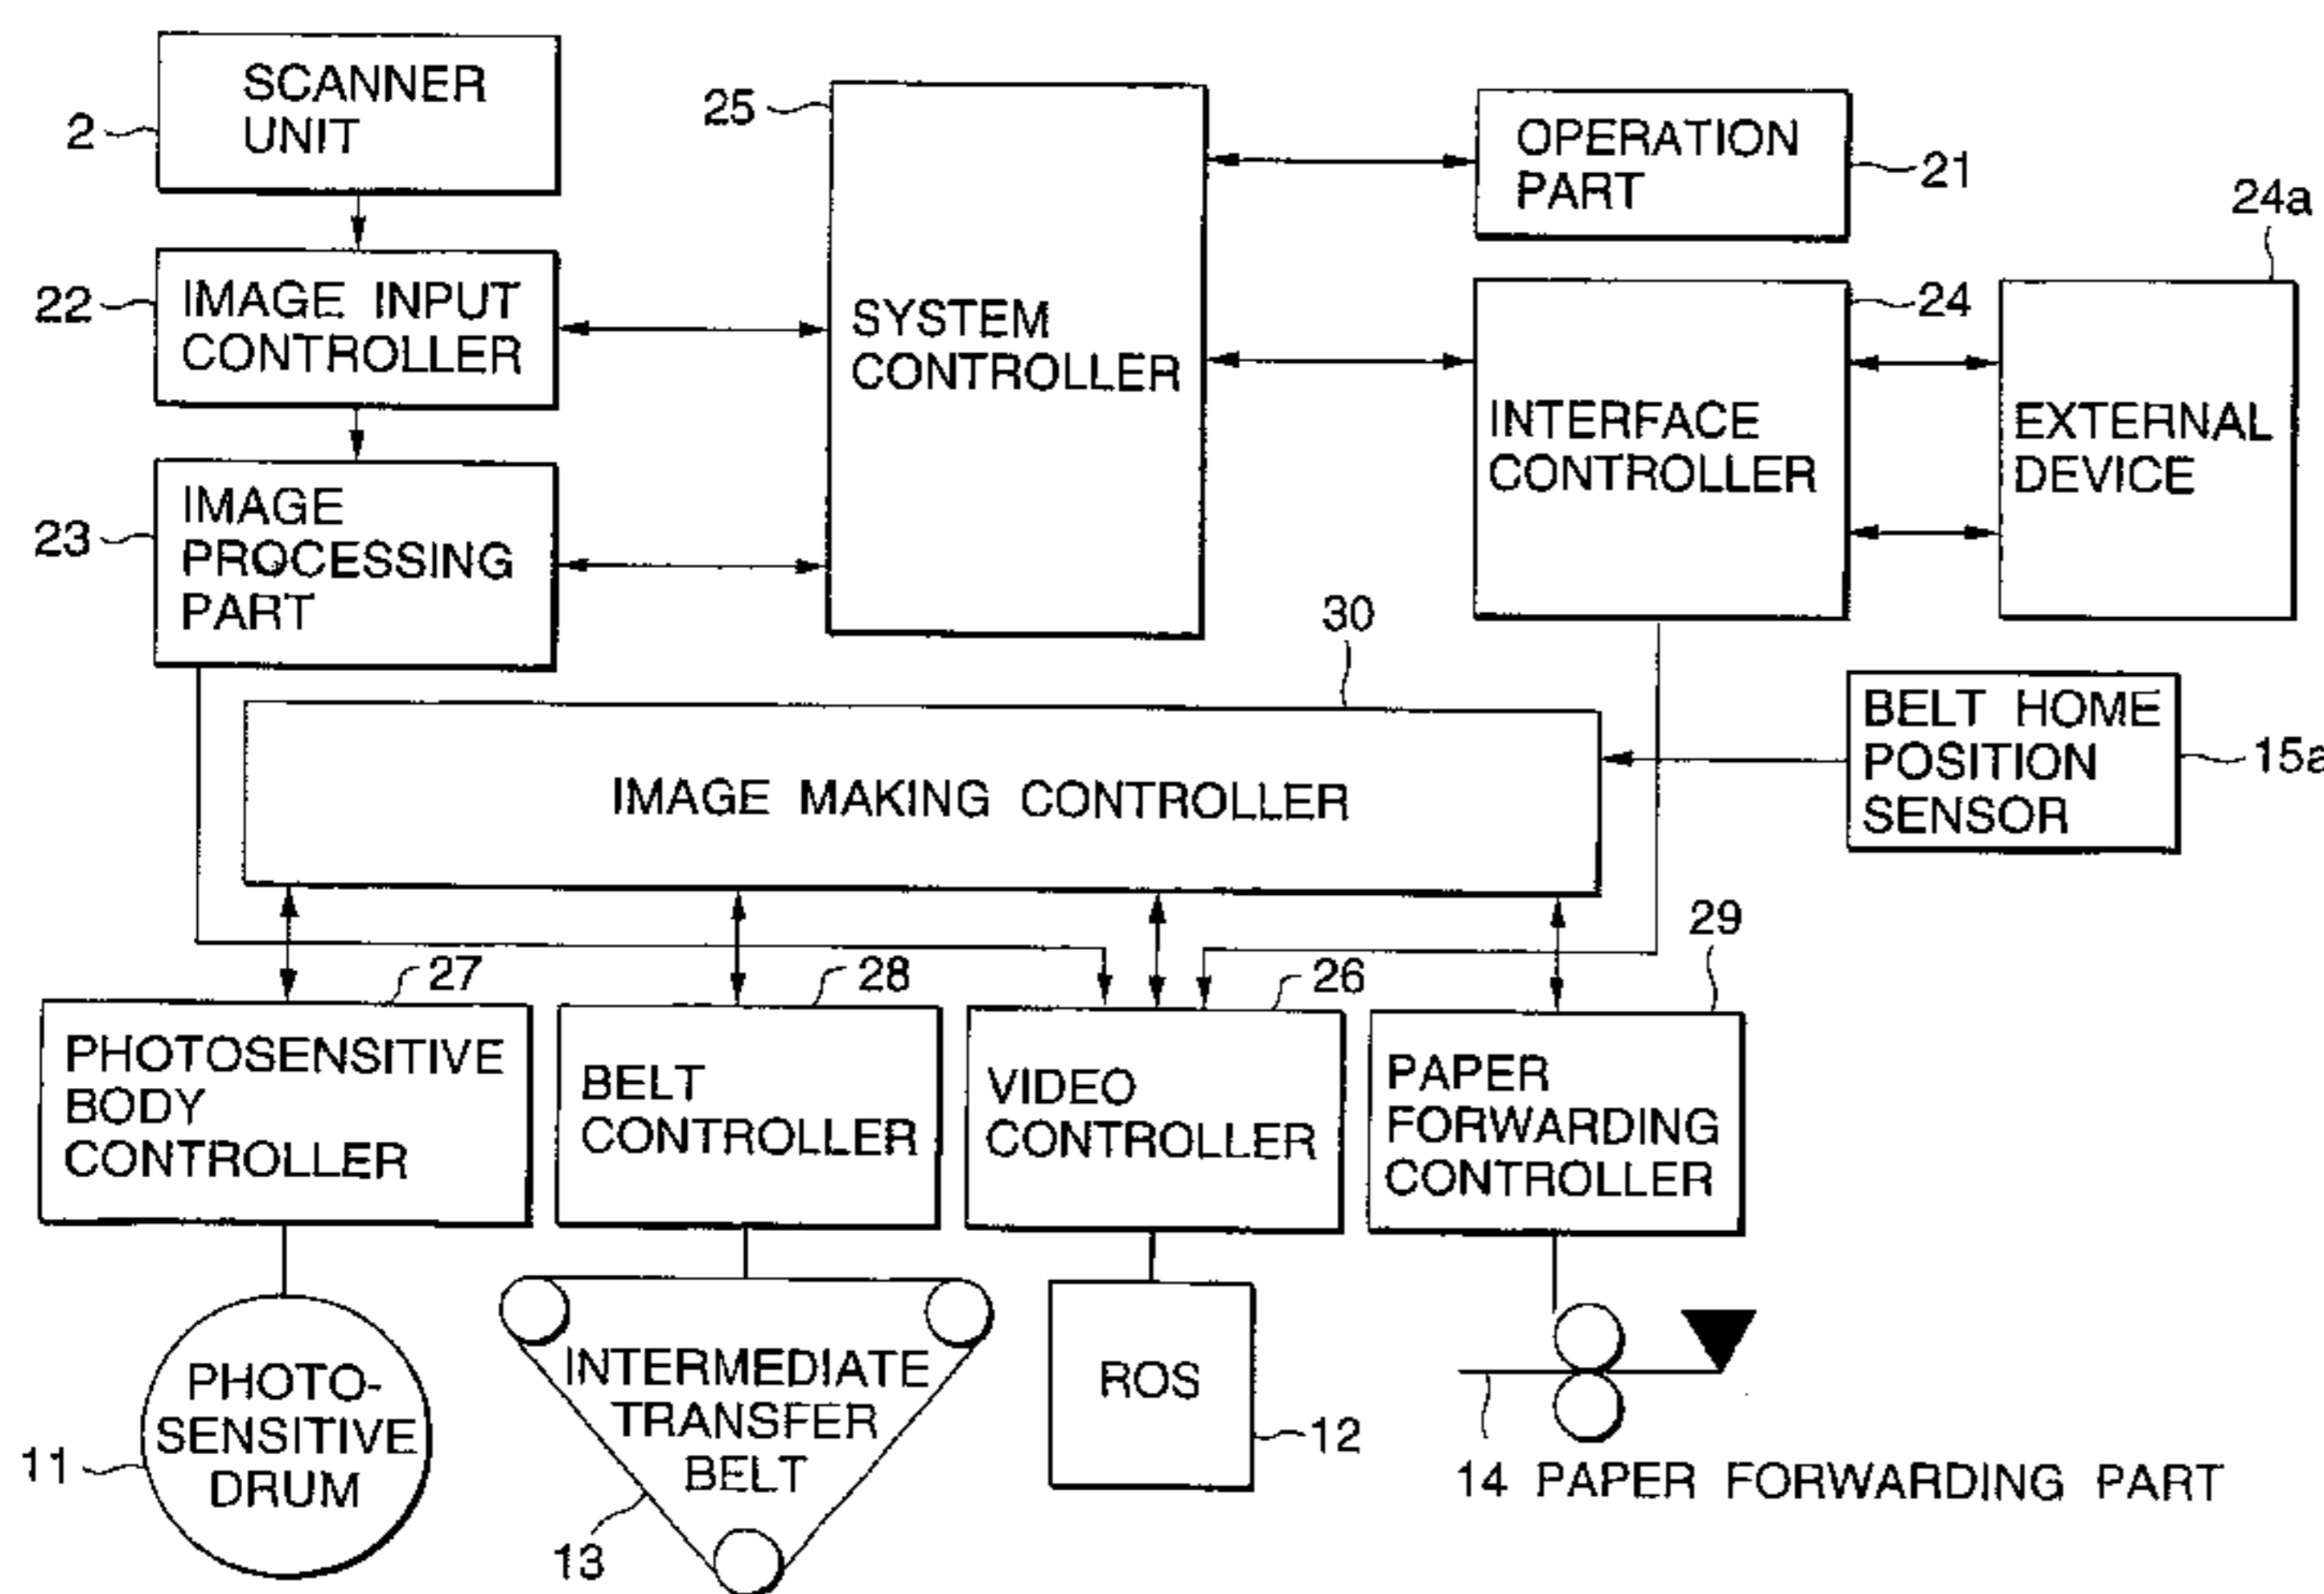 SCANNER
UNIT
2
25
OPERATION
PART
21
24a
22
IMAGE INPUT
CONTROLLER
SYSTEM
CONTROLLER
24
INTERFACE
CONTROLLER
EXTERNAL
DEVICE
23
IMAGE
PROCESSING
PART
30
IMAGE MAKING CONTROLLER
BELT HOME
POSITION
SENSOR
15a
27
28
26
29
PHOTOSENSITIVE
BODY
CONTROLLER
BELT
CONTROLLER
VIDEO
CONTROLLER
PAPER
FORWARDING
CONTROLLER
PHOTO-
SENSITIVE
DRUM
11
INTERMEDIATE
TRANSFER
BELT
13
ROS
12
14 PAPER FORWARDING PART